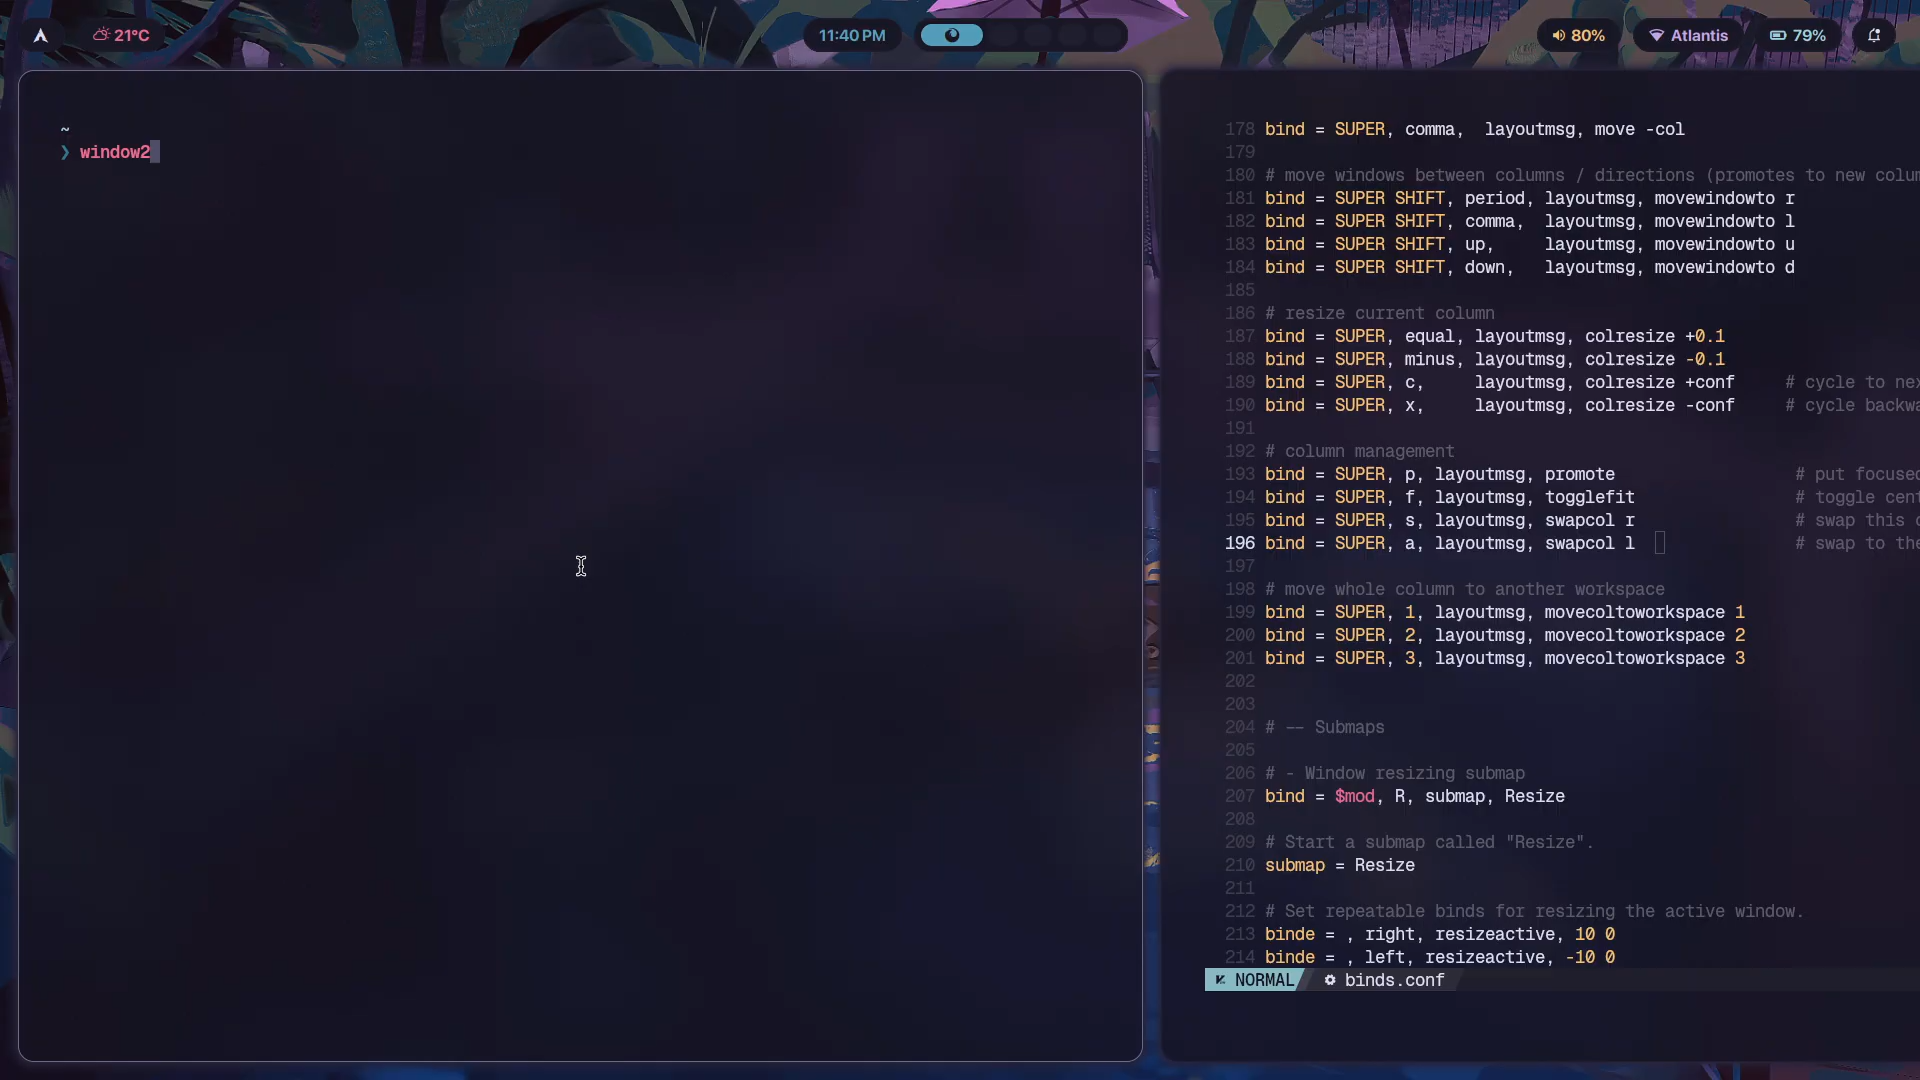 21°C
11:40 PM
80%
Atlantis
79%
~
❯ window2
178 bind = SUPER, comma,  layoutmsg, move -col
179
180 # move windows between columns / directions (promotes to new
181 bind = SUPER SHIFT, period, layoutmsg, movewindowto r
182 bind = SUPER SHIFT, comma,  layoutmsg, movewindowto l
183 bind = SUPER SHIFT, up,     layoutmsg, movewindowto u
184 bind = SUPER SHIFT, down,   layoutmsg, movewindowto d
185
186 # resize current column
187 bind = SUPER, equal, layoutmsg, colresize +0.1
188 bind = SUPER, minus, layoutmsg, colresize -0.1
189 bind = SUPER, c,     layoutmsg, colresize +conf     # cycle to
190 bind = SUPER, x,     layoutmsg, colresize -conf     # cycle
191
192 # column management
193 bind = SUPER, p, layoutmsg, promote                  # put focused
194 bind = SUPER, f, layoutmsg, togglefit                # toggle
195 bind = SUPER, s, layoutmsg, swapcol r                # swap this
196 bind = SUPER, a, layoutmsg, swapcol l                # swap to
197
198 # move whole column to another workspace
199 bind = SUPER, 1, layoutmsg, movecoltoworkspace 1
200 bind = SUPER, 2, layoutmsg, movecoltoworkspace 2
201 bind = SUPER, 3, layoutmsg, movecoltoworkspace 3
202
203
204 # -- Submaps
205
206 # - Window resizing submap
207 bind = $mod, R, submap, Resize
208
209 # Start a submap called "Resize".
210 submap = Resize
211
212 # Set repeatable binds for resizing the active window.
213 binde = , right, resizeactive, 10 0
214 binde = , left, resizeactive, -10 0
NORMAL binds.conf